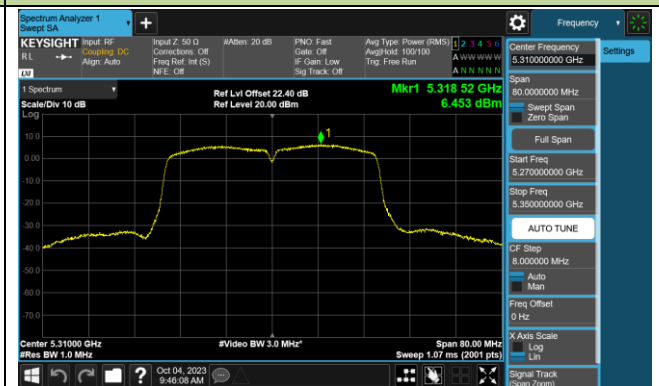 Spectrum Analyzer 1
Swept SA
+
Frequency
KEYSIGHT
RL
Input: RF
Coupling: DC
Align: Auto
Input Z: 50 Ω
Corrections: Off
Freq Ref: Int (S)
NFE: Off
#Atten: 20 dB
PNO: Fast
Gate: Off
IF Gain: Low
Sig Track: Off
Avg Type: Power (RMS)
Avg|Hold: 100/100
Trig: Free Run
1 2 3 4 5 6
A W W W W W
A N N N N N
LXI
1 Spectrum
Scale/Div 10 dB
Log
Ref Lvl Offset 22.40 dB
Ref Level 20.00 dBm
Mkr1 5.318 52 GHz
6.453 dBm
1
10.0
0.00
-10.0
-20.0
-30.0
-40.0
-50.0
-60.0
-70.0
Center 5.31000 GHz
#Res BW 1.0 MHz
#Video BW 3.0 MHz*
Span 80.00 MHz
Sweep 1.07 ms (2001 pts)
?
Oct 04, 2023
9:46:08 AM
Center Frequency
5.310000000 GHz
Settings
Span
80.0000000 MHz
Swept Span
Zero Span
Full Span
Start Freq
5.270000000 GHz
Stop Freq
5.350000000 GHz
AUTO TUNE
CF Step
8.000000 MHz
Auto
Man
Freq Offset
0 Hz
X Axis Scale
Log
Lin
Signal Track
(Span Zoom)